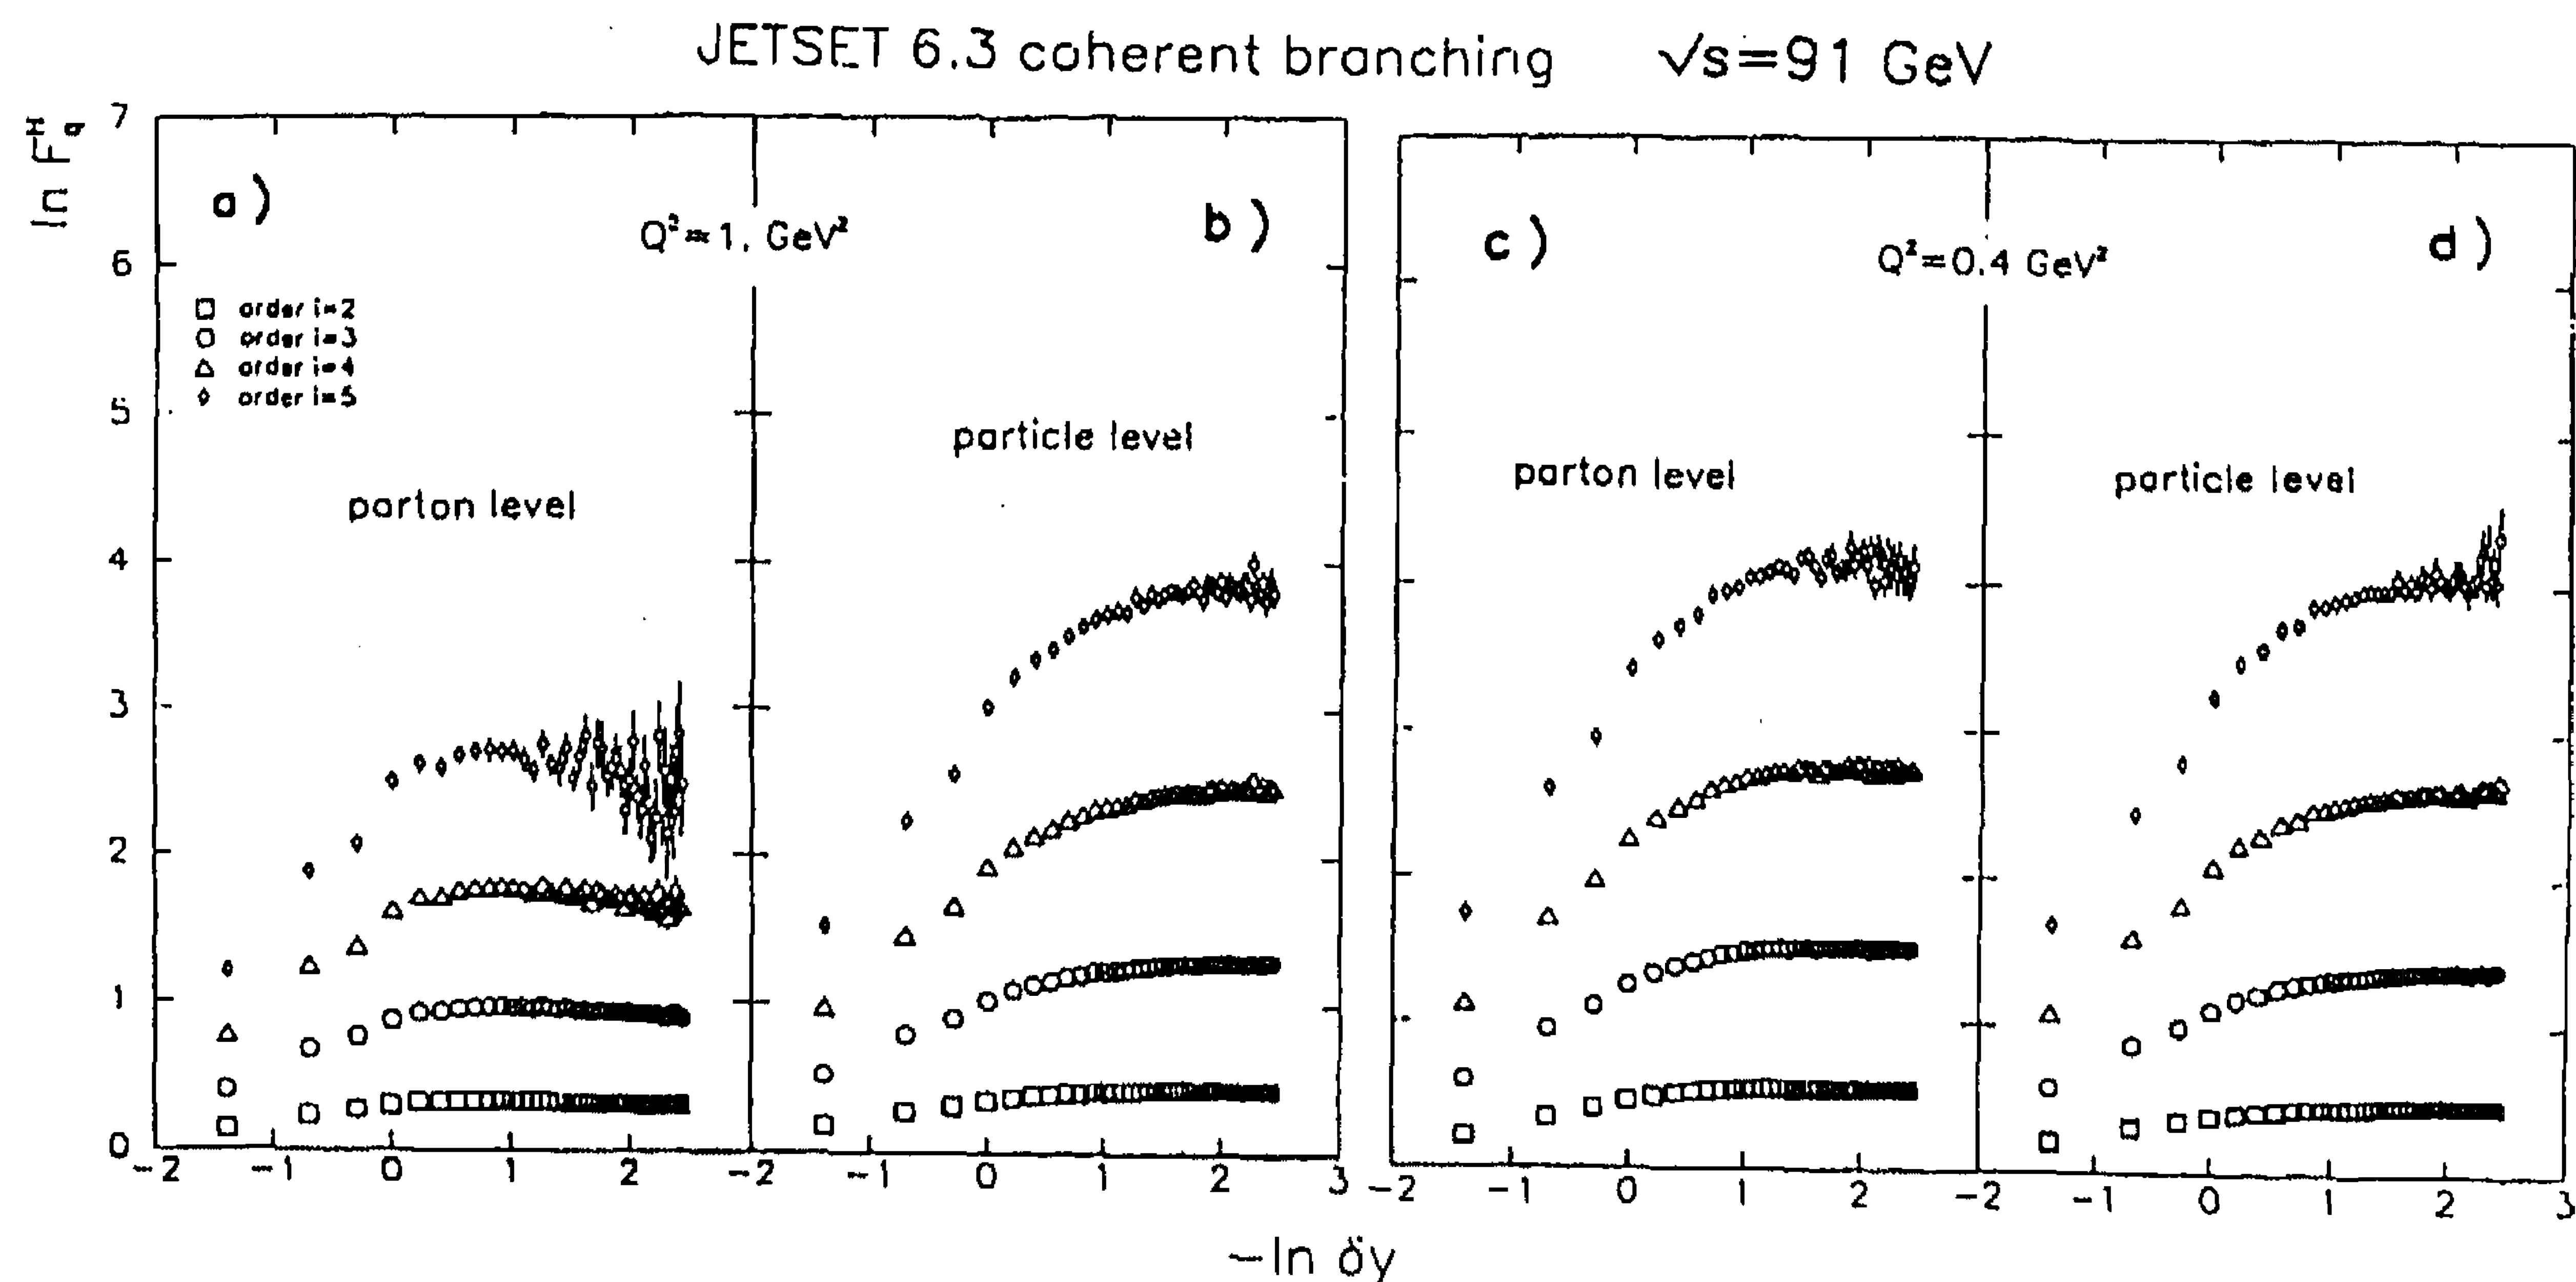 JETSET 6.3 coherent branching √s=91 GeV
ln F_q^H
7
6
5
4
3
2
1
0
a)
Q²=1. GeV²
b)
c)
Q²=0.4 GeV²
d)
order i=2
order i=3
order i=4
order i=5
parton level
particle level
parton level
particle level
-2 -1 0 1 2 -2 -1 0 1 2 3 -2 -1 0 1 2 -2 -1 0 1 2 3
-ln δy